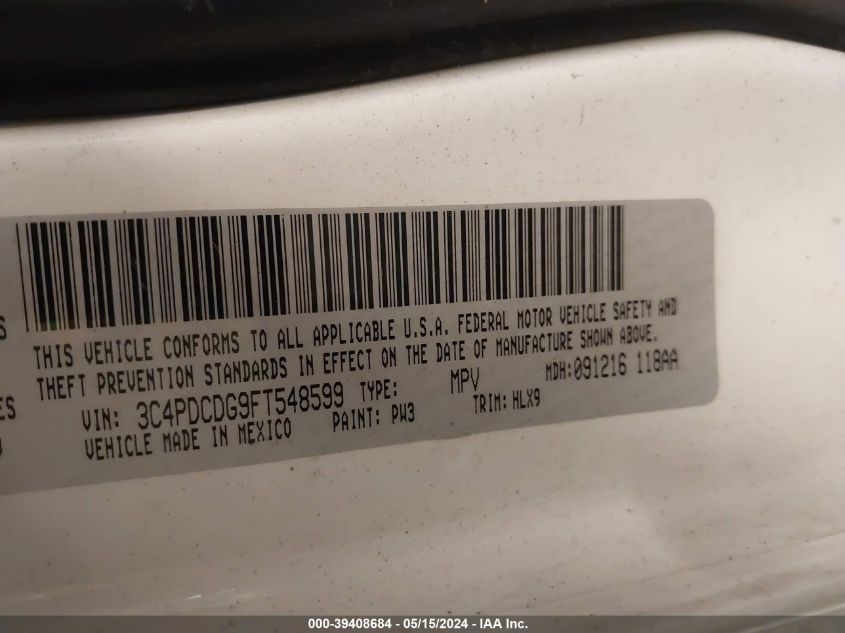 S
THIS VEHICLE CONFORMS TO ALL APPLICABLE U.S.A. FEDERAL MOTOR VEHICLE SAFETY AND
THEFT PREVENTION STANDARDS IN EFFECT ON THE DATE OF MANUFACTURE SHOWN ABOVE.
ES
VIN: 3C4PDCDG9FT548599 TYPE: MPV MDH:091216 118AA
VEHICLE MADE IN MEXICO PAINT: PW3 TRIM: HLX9
000-39408684 - 05/15/2024 - IAA Inc.